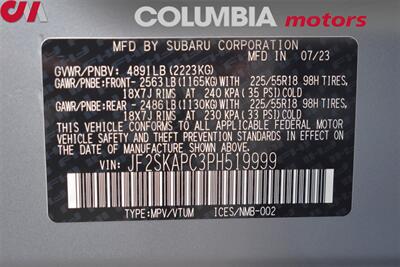 CIA
COLUMBIA motors
MFD BY SUBARU CORPORATION
MFD IN 07/23
GVWR/PNBV: 4891LB (2223KG)
GAWR/PNBE:FRONT- 2563LB(1165KG)WITH 225/55R18 98H TIRES,
18X7J RIMS AT 240 KPA (35 PSI)COLD
GAWR/PNBE:REAR - 2486LB(1130KG)WITH 225/55R18 98H TIRES,
18X7J RIMS AT 230 KPA (33 PSI)COLD
THIS VEHICLE CONFORMS TO ALL APPLICABLE FEDERAL MOTOR
VEHICLE SAFETY AND THEFT PREVENTION STANDARDS IN EFFECT ON
THE DATE OF MANUFACTURE SHOWN ABOVE.
VIN: JF2SKAPC3PH519999
TYPE:MPV/VTUM ICES/NMB-002